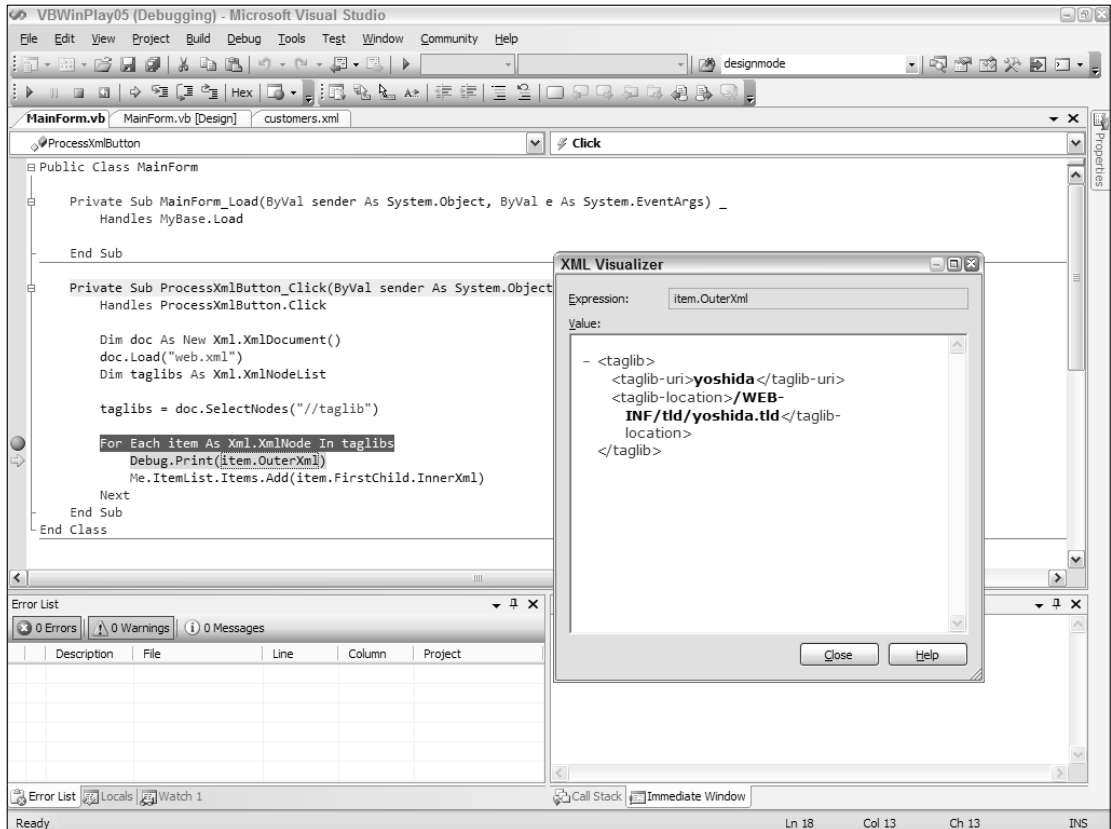 VBWinPlay05 (Debugging) - Microsoft Visual Studio
File Edit View Project Build Debug Tools Test Window Community Help
designmode
Hex
MainForm.vb MainForm.vb [Design] customers.xml
ProcessXmlButton Click
Properties
Public Class MainForm
Private Sub MainForm_Load(ByVal sender As System.Object, ByVal e As System.EventArgs) _
Handles MyBase.Load
End Sub
Private Sub ProcessXmlButton_Click(ByVal sender As System.Object
Handles ProcessXmlButton.Click
Dim doc As New Xml.XmlDocument()
doc.Load("web.xml")
Dim taglibs As Xml.XmlNodeList
taglibs = doc.SelectNodes("//taglib")
For Each item As Xml.XmlNode In taglibs
Debug.Print(item.OuterXml)
Me.ItemList.Items.Add(item.FirstChild.InnerXml)
Next
End Sub
End Class
XML Visualizer
Expression: item.OuterXml
Value:
- <taglib>
<taglib-uri>yoshida</taglib-uri>
<taglib-location>/WEB-
INF/tld/yoshida.tld</taglib-
location>
</taglib>
Close Help
Error List
0 Errors 0 Warnings 0 Messages
Description File Line Column Project
Error List Locals Watch 1
Call Stack Immediate Window
Ready Ln 18 Col 13 Ch 13 INS